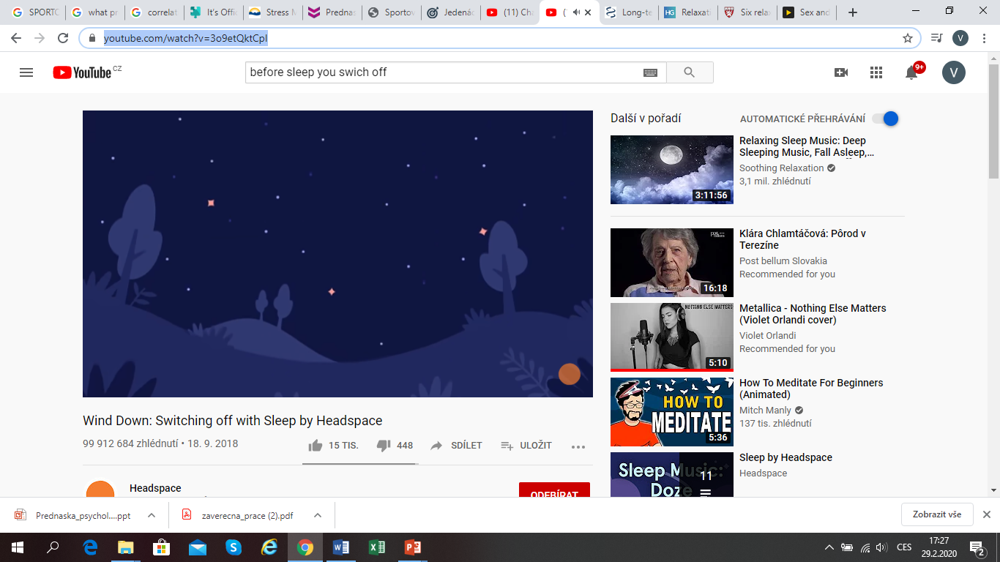 SPORTO
what pr
correlat
It's Offic
Stress M
Prednas
Sportov
Jedenác
(11) Cha
(
Long-te
Relaxati
Six relax
Sex and
youtube.com/watch?v=3o9etQktCpI
V
YouTube CZ
before sleep you swich off
9+
V
Wind Down: Switching off with Sleep by Headspace
99 912 684 zhlédnutí • 18. 9. 2018
15 TIS. 448 SDÍLET ULOŽIT
Headspace
ODEBÍRAT
Další v pořadí
AUTOMATICKÉ PŘEHRÁVÁNÍ
3:11:56
Relaxing Sleep Music: Deep
Sleeping Music, Fall Asleep,...
Soothing Relaxation
3,1 mil. zhlédnutí
post bellum
16:18
Klára Chlamtáčová: Pôrod v
Terezíne
Post bellum Slovakia
Recommended for you
NOTHING ELSE MATTERS
5:10
Metallica - Nothing Else Matters
(Violet Orlandi cover)
Violet Orlandi
Recommended for you
HOW TO
MEDITATE
5:36
How To Meditate For Beginners
(Animated)
Mitch Manly
137 tis. zhlédnutí
Sleep Music:
Doze
11
Sleep by Headspace
Headspace
Prednaska_psychol....ppt
zaverecna_prace (2).pdf
Zobrazit vše
CES
17:27
29.2.2020
2